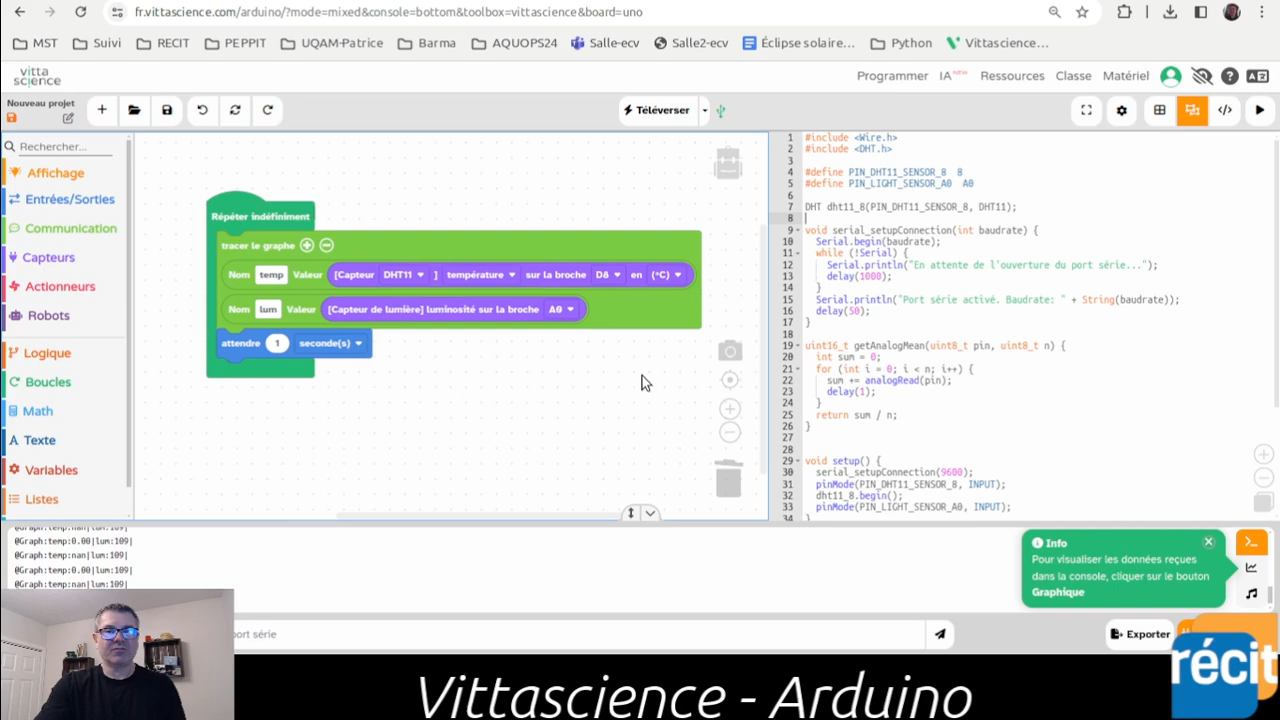 fr.vittascience.com/arduino/?mode=mixed&console=bottom&toolbox=vittascience&board=uno
MST Suivi RECIT PEPPIT UQAM-Patrice Barma AQUOPS24 Salle-ecv Salle2-ecv Éclipse solaire... Python Vittascience...
vitta
science
Programmer IA NEW Ressources Classe Matériel
Nouveau projet
Téléverser
Rechercher...
Affichage
Entrées/Sorties
Communication
Capteurs
Actionneurs
Robots
Logique
Boucles
Math
Texte
Variables
Listes
Répéter indéfiniment
tracer le graphe
Nom temp Valeur [Capteur DHT11 ] température sur la broche D8 en (°C)
Nom lum Valeur [Capteur de lumière] luminosité sur la broche A0
attendre 1 seconde(s)
1 #include <Wire.h>
2 #include <DHT.h>
3
4 #define PIN_DHT11_SENSOR_8 8
5 #define PIN_LIGHT_SENSOR_A0 A0
6
7 DHT dht11_8(PIN_DHT11_SENSOR_8, DHT11);
8
9 void serial_setupConnection(int baudrate) {
10 Serial.begin(baudrate);
11 while (!Serial) {
12 Serial.println("En attente de l'ouverture du port série...");
13 delay(1000);
14 }
15 Serial.println("Port série activé. Baudrate: " + String(baudrate));
16 delay(50);
17 }
18
19 uint16_t getAnalogMean(uint8_t pin, uint8_t n) {
20 int sum = 0;
21 for (int i = 0; i < n; i++) {
22 sum += analogRead(pin);
23 delay(1);
24 }
25 return sum / n;
26 }
27
28
29 void setup() {
30 serial_setupConnection(9600);
31 pinMode(PIN_DHT11_SENSOR_8, INPUT);
32 dht11_8.begin();
33 pinMode(PIN_LIGHT_SENSOR_A0, INPUT);
34 }
@Graph:temp:nan|lum:109|
@Graph:temp:0.00|lum:109|
@Graph:temp:nan|lum:109|
@Graph:temp:0.00|lum:109|
@Graph:temp:nan|lum:109|
Info
Pour visualiser les données reçues
dans la console, cliquer sur le bouton
Graphique
port série
Exporter
récit
Vittascience - Arduino